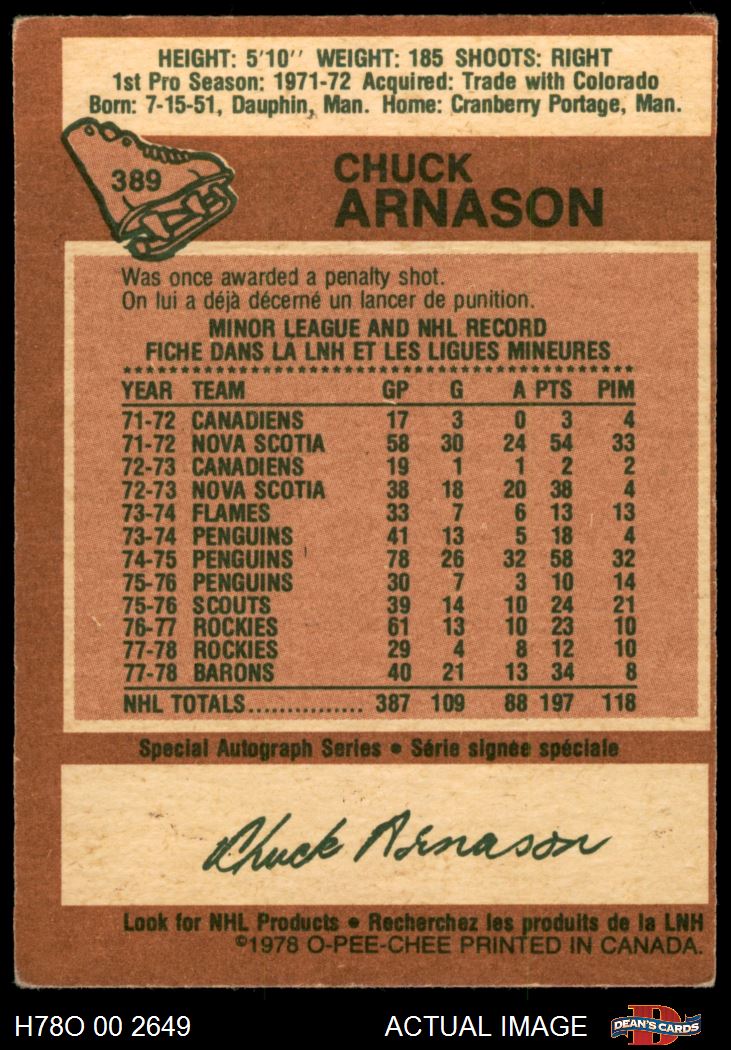 HEIGHT: 5'10'' WEIGHT: 185 SHOOTS: RIGHT
1st Pro Season: 1971-72 Acquired: Trade with Colorado
Born: 7-15-51, Dauphin, Man. Home: Cranberry Portage, Man.
389
CHUCK
ARNASON
Was once awarded a penalty shot.
On lui a déjà décerné un lancer de punition.
MINOR LEAGUE AND NHL RECORD
FICHE DANS LA LNH ET LES LIGUES MINEURES
YEAR TEAM GP G A PTS PIM
71-72 CANADIENS 17 3 0 3 4
71-72 NOVA SCOTIA 58 30 24 54 33
72-73 CANADIENS 19 1 1 2 2
72-73 NOVA SCOTIA 38 18 20 38 4
73-74 FLAMES 33 7 6 13 13
73-74 PENGUINS 41 13 5 18 4
74-75 PENGUINS 78 26 32 58 32
75-76 PENGUINS 30 7 3 10 14
75-76 SCOUTS 39 14 10 24 21
76-77 ROCKIES 61 13 10 23 10
77-78 ROCKIES 29 4 8 12 10
77-78 BARONS 40 21 13 34 8
NHL TOTALS................ 387 109 88 197 118
Special Autograph Series • Série signée spéciale
Chuck Arnason
Look for NHL Products • Recherchez les produits de la LNH
©1978 O-PEE-CHEE PRINTED IN CANADA.
H78O 00 2649 ACTUAL IMAGE D DEAN'S CARDS